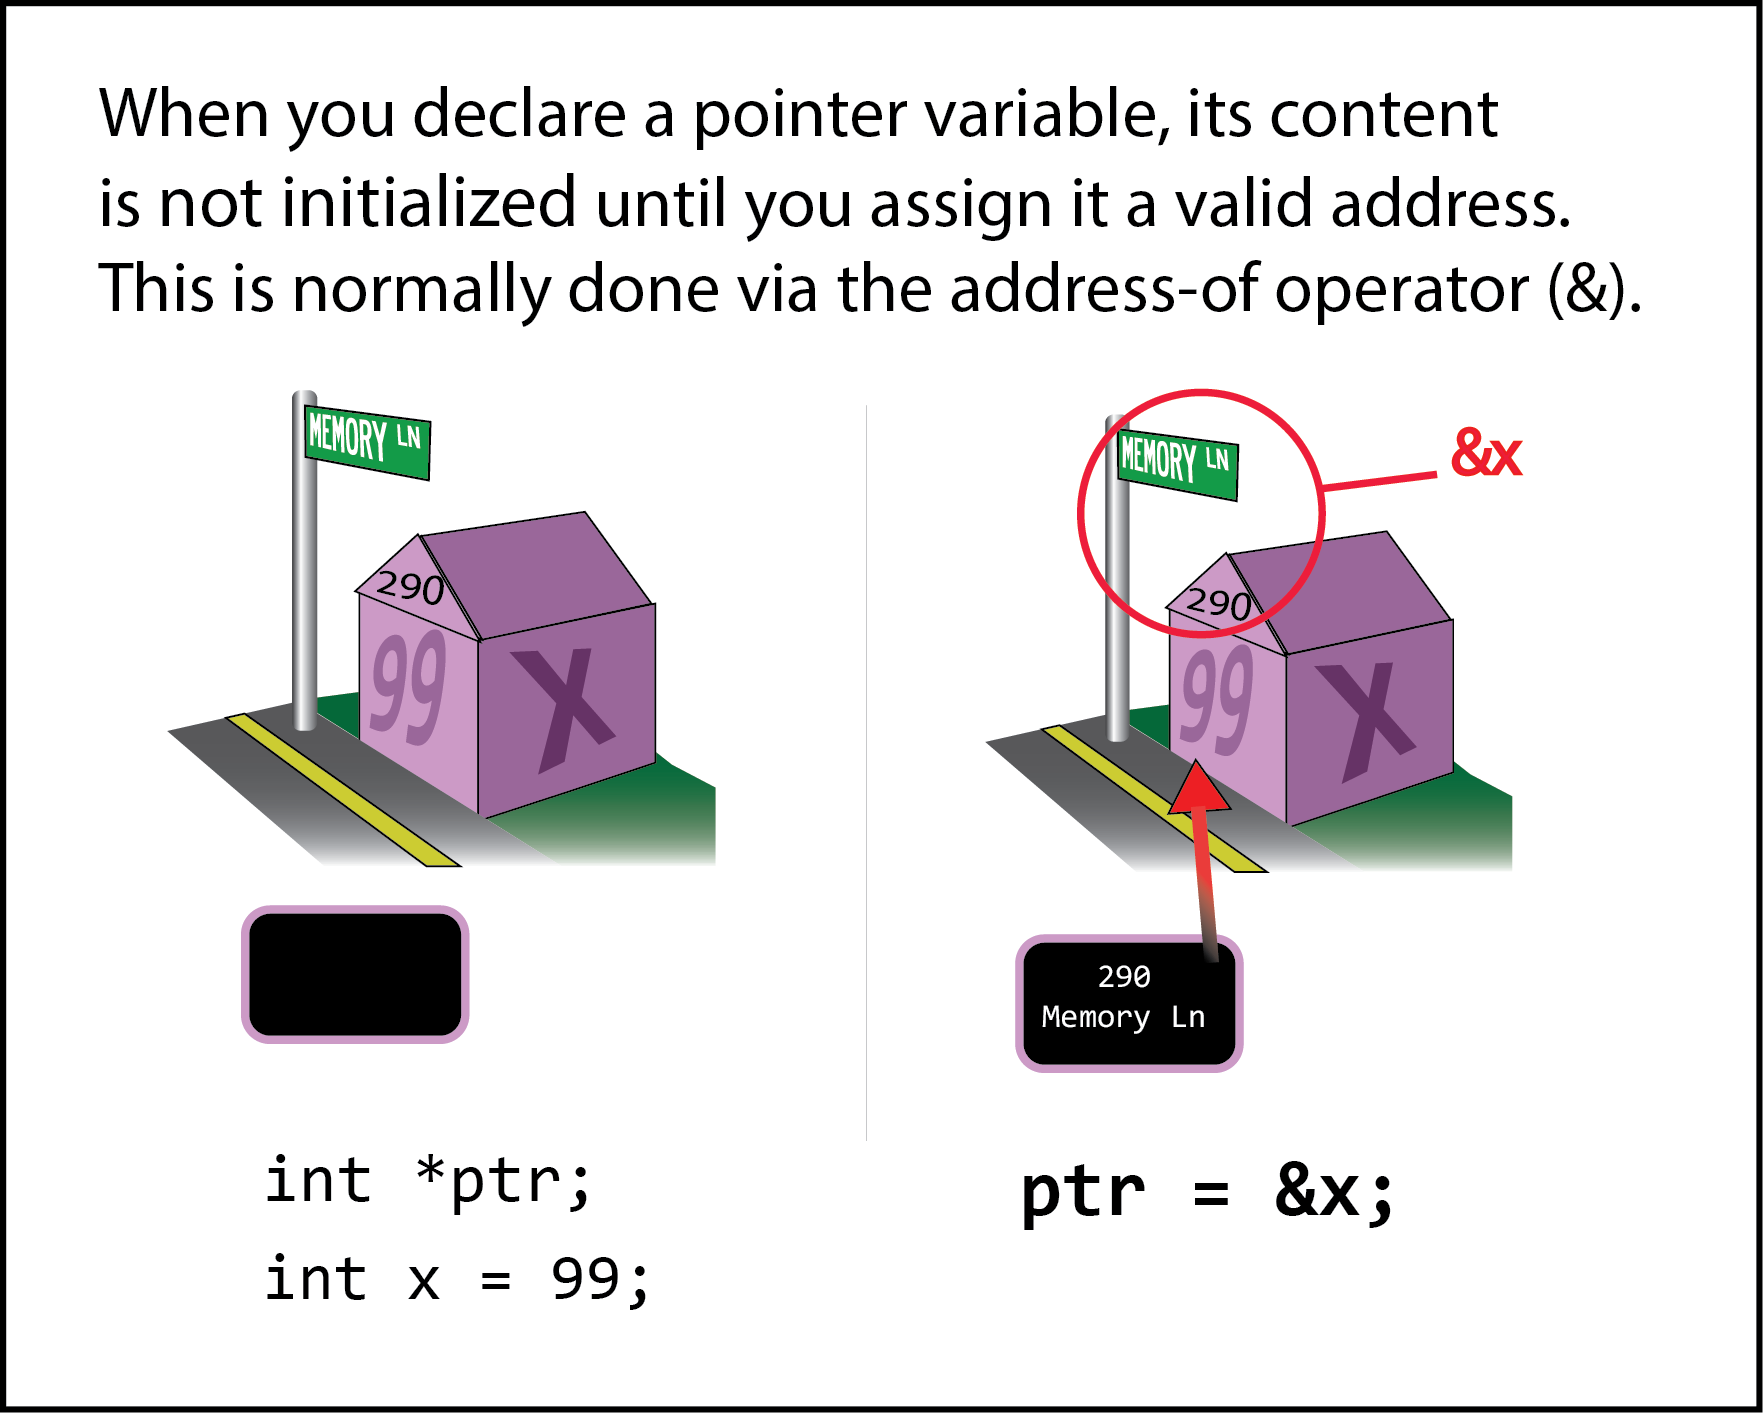 When you declare a pointer variable, its content
is not initialized until you assign it a valid address.
This is normally done via the address-of operator (&).
MEMORY LN
290
99
X
int *ptr;
int x = 99;
MEMORY LN
&x
290
99
X
290
Memory Ln
ptr = &x;